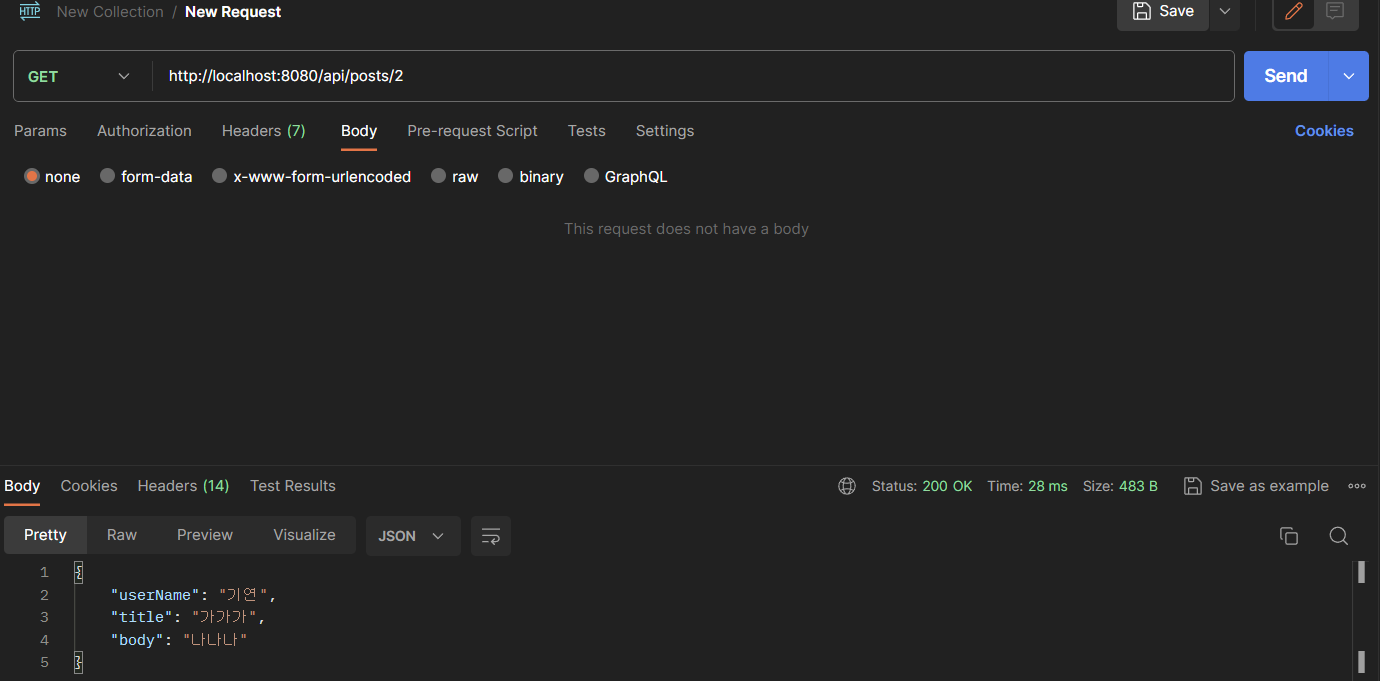 HTTP New Collection / New Request Save
GET http://localhost:8080/api/posts/2 Send
Params Authorization Headers (7) Body Pre-request Script Tests Settings Cookies
none form-data x-www-form-urlencoded raw binary GraphQL
This request does not have a body
Body Cookies Headers (14) Test Results Status: 200 OK Time: 28 ms Size: 483 B Save as example
Pretty Raw Preview Visualize JSON
1 {
2 "userName": "기연",
3 "title": "가가가",
4 "body": "나나나"
5 }